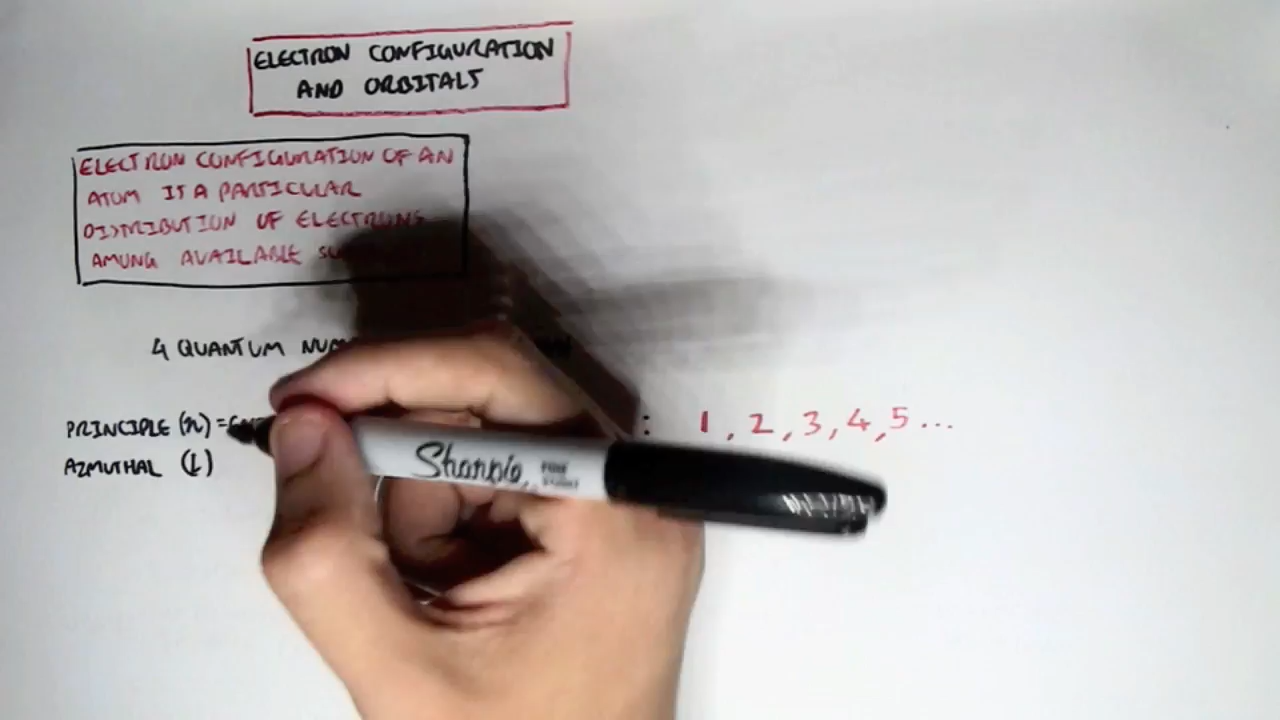 ELECTRON CONFIGURATION
AND ORBITALS
ELECTRON CONFIGURATION OF AN
ATOM IS A PARTICULAR
DISTRIBUTION OF ELECTRONS
AMONG AVAILABLE
4 QUANTUM
PRINCIPLE (n) = : 1, 2, 3, 4, 5...
AZMUTHAL (l)
Sharpie